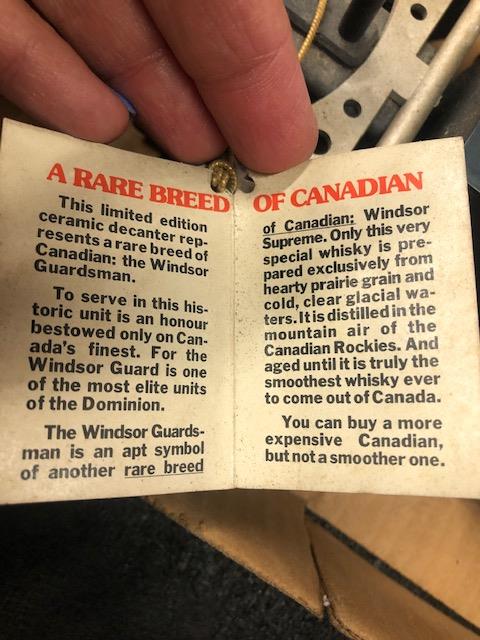 A RARE BREED OF CANADIAN
This limited edition
ceramic decanter rep-
resents a rare breed of
Canadian: the Windsor
Guardsman.
To serve in this his-
toric unit is an honour
bestowed only on Can-
ada's finest. For the
Windsor Guard is one
of the most elite units
of the Dominion.
The Windsor Guards-
man is an apt symbol
of another rare breed
of Canadian: Windsor
Supreme. Only this very
special whisky is pre-
pared exclusively from
hearty prairie grain and
cold, clear glacial wa-
ters. It is distilled in the
mountain air of the
Canadian Rockies. And
aged until it is truly the
smoothest whisky ever
to come out of Canada.
You can buy a more
expensive Canadian,
but not a smoother one.